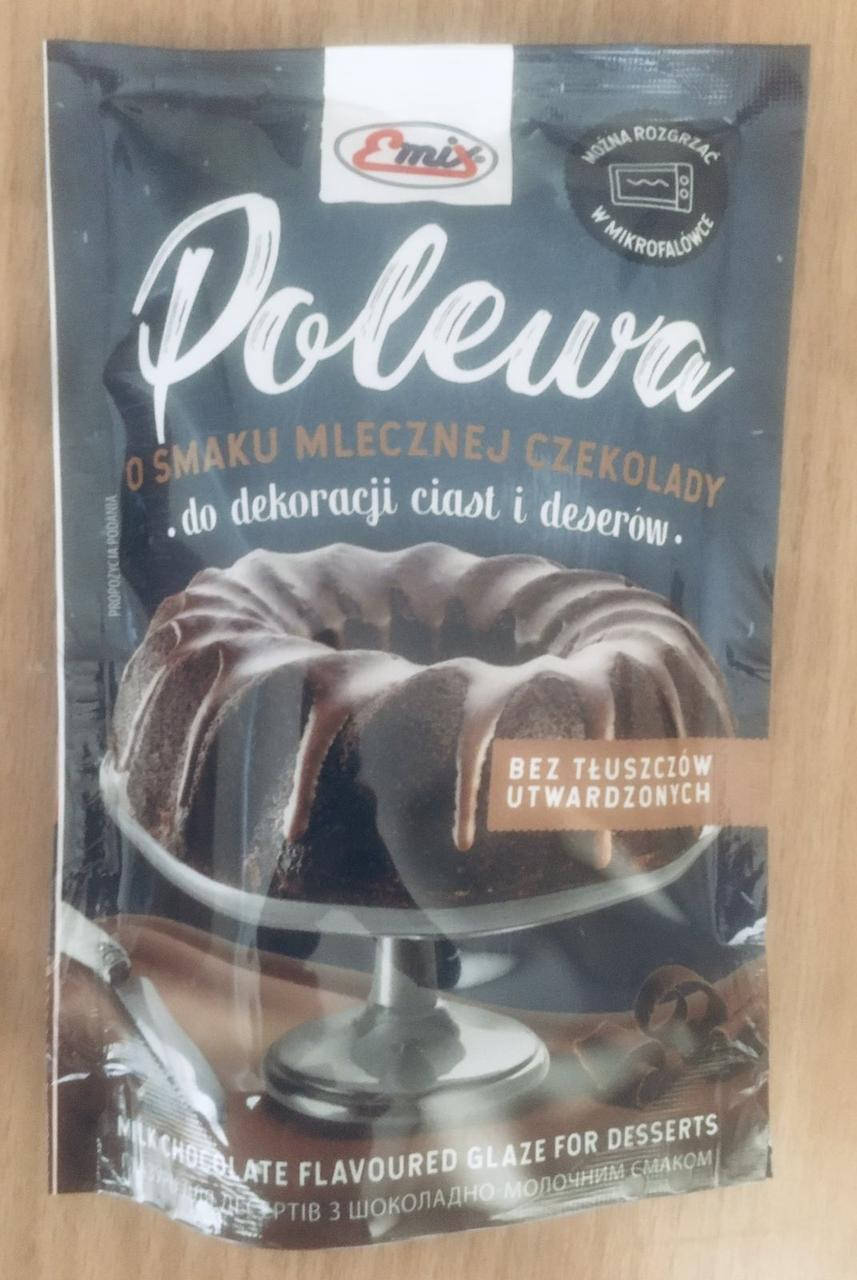 Emix
MOŻNA ROZGRZAĆ
W MIKROFALÓWCE
Polewa
O SMAKU MLECZNEJ CZEKOLADY
.do dekoracji ciast i deserów.
PROPOZYCJA PODANIA
BEZ TŁUSZCZÓW
UTWARDZONYCH
MILK CHOCOLATE FLAVOURED GLAZE FOR DESSERTS
ДЕСЕРТІВ З ШОКОЛАДНО МОЛОЧНИМ СМАКОМ